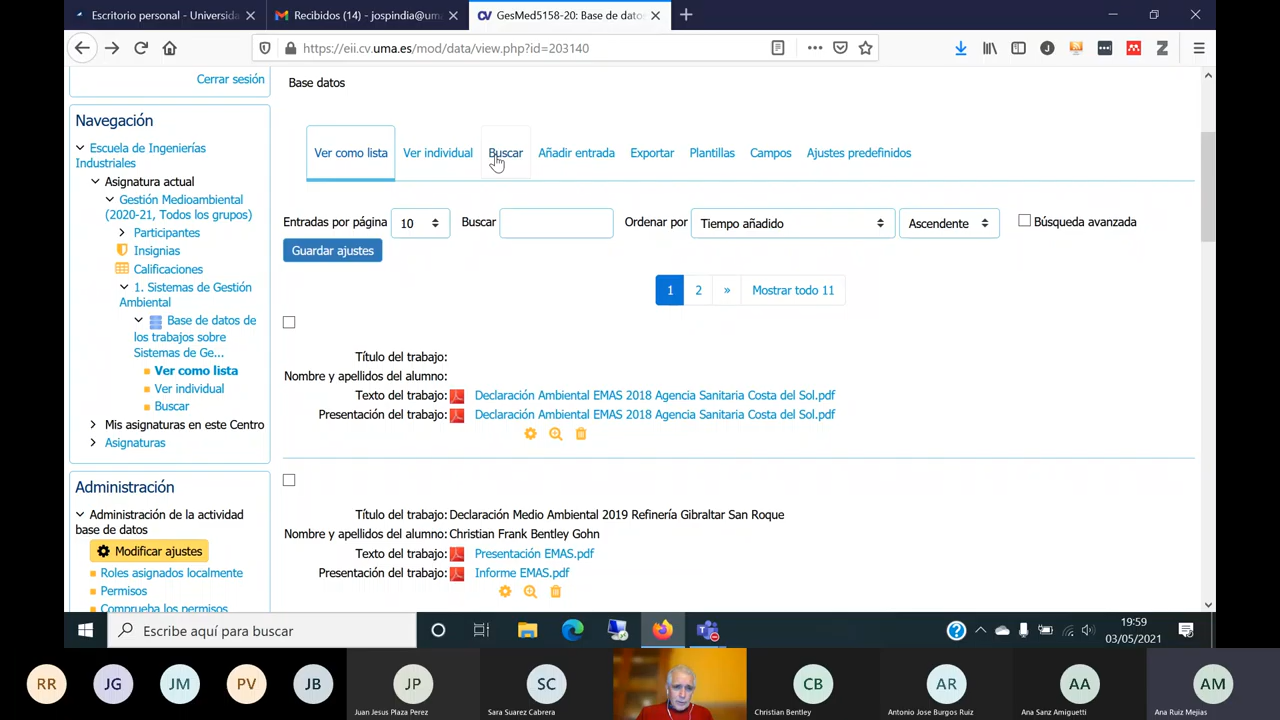 Escritorio personal - Universida
Recibidos (14) - jospindia@um
GesMed5158-20: Base de dato
https://eii.cv.uma.es/mod/data/view.php?id=203140
Cerrar sesión
Navegación
Escuela de Ingenierías
Industriales
Asignatura actual
Gestión Medioambiental
(2020-21, Todos los grupos)
Participantes
Insignias
Calificaciones
1. Sistemas de Gestión
Ambiental
Base de datos de
los trabajos sobre
Sistemas de Ge...
Ver como lista
Ver individual
Buscar
Mis asignaturas en este Centro
Asignaturas
Administración
Administración de la actividad
base de datos
Modificar ajustes
Roles asignados localmente
Permisos
Comprueba los permisos
Base datos
Ver como lista Ver individual Buscar Añadir entrada Exportar Plantillas Campos Ajustes predefinidos
Entradas por página 10 Buscar Ordenar por Tiempo añadido Ascendente Búsqueda avanzada
Guardar ajustes
1 2 » Mostrar todo 11
Título del trabajo:
Nombre y apellidos del alumno:
Texto del trabajo: Declaración Ambiental EMAS 2018 Agencia Sanitaria Costa del Sol.pdf
Presentación del trabajo: Declaración Ambiental EMAS 2018 Agencia Sanitaria Costa del Sol.pdf
Título del trabajo: Declaración Medio Ambiental 2019 Refinería Gibraltar San Roque
Nombre y apellidos del alumno: Christian Frank Bentley Gohn
Texto del trabajo: Presentación EMAS.pdf
Presentación del trabajo: Informe EMAS.pdf
Escribe aquí para buscar
19:59
03/05/2021
RR JG JM PV JB JP SC CB AR AA AM
Juan Jesus Plaza Perez Sara Suarez Cabrera Christian Bentley Antonio Jose Burgos Ruiz Ana Sanz Amiguetti Ana Ruiz Mejias